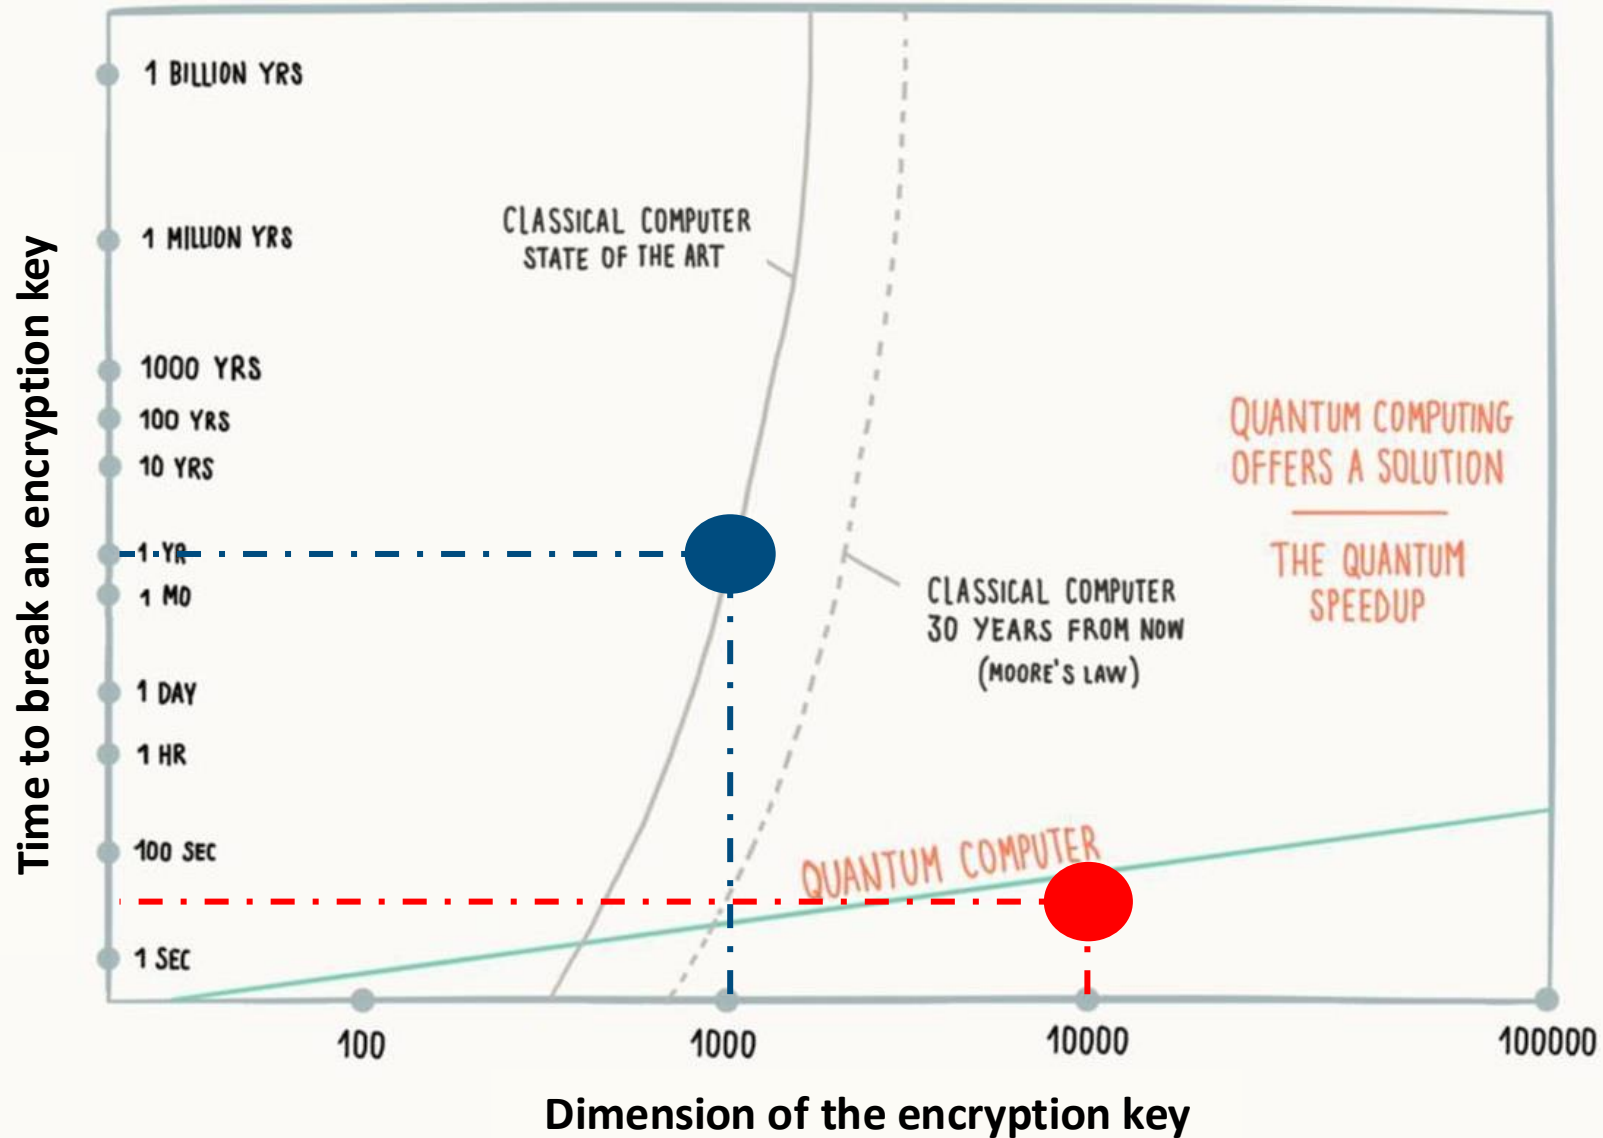 Time to break an encryption key
1 BILLION YRS
1 MILLION YRS
1000 YRS
100 YRS
10 YRS
1 YR
1 MO
1 DAY
1 HR
100 SEC
1 SEC
CLASSICAL COMPUTER
STATE OF THE ART
CLASSICAL COMPUTER
30 YEARS FROM NOW
(MOORE'S LAW)
QUANTUM COMPUTING
OFFERS A SOLUTION
THE QUANTUM
SPEEDUP
QUANTUM COMPUTER
100
1000
10000
100000
Dimension of the encryption key